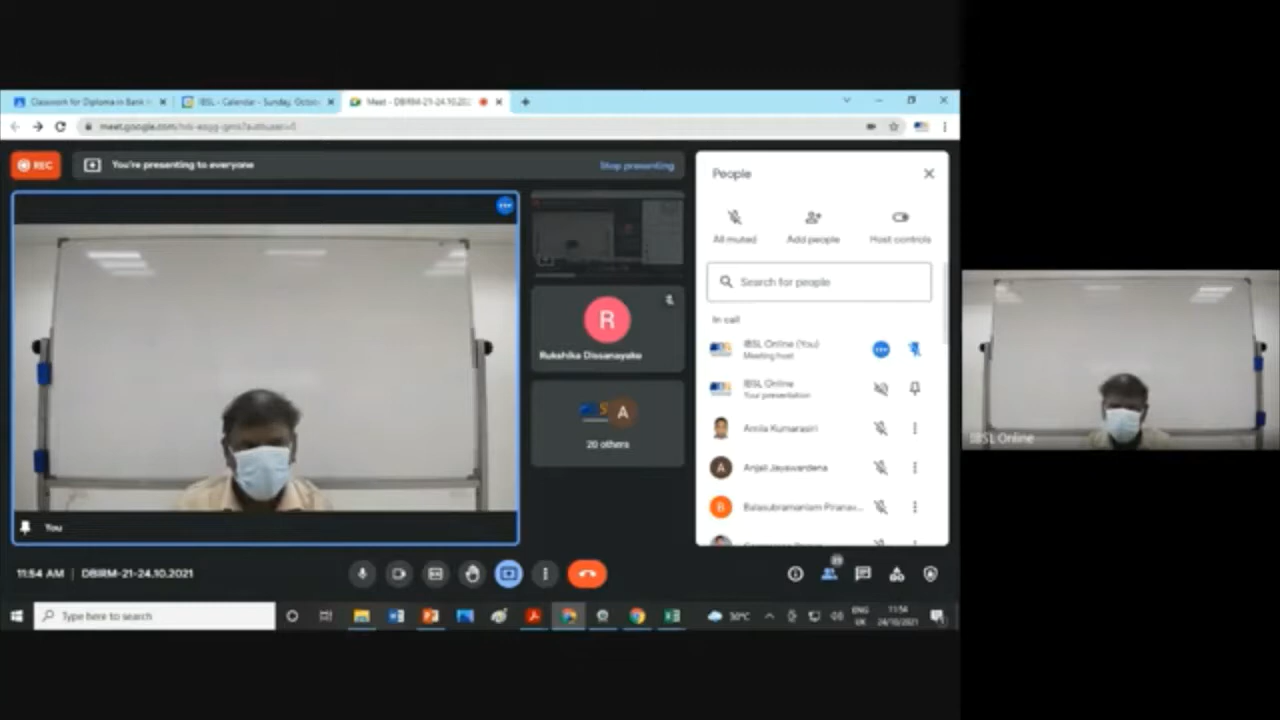 Classwork for Diploma in Bank
IBSL - Calendar - Sunday, Octob
Meet - DBIRM-21-24.10.202
REC
You're presenting to everyone
Stop presenting
People
All muted
Add people
Host controls
Search for people
In call
IBSL Online (You)
Meeting host
IBSL Online
Your presentation
Amila Kumarasiri
A
Anjali Jayawardena
B
Balasubramaniam Piranav...
R
Rukshika Dissanayake
A
20 others
You
IBSL Online
11:54 AM | DBIRM-21-24.10.2021
Type here to search
30°C
ENG
UK
11:54
24/10/2021